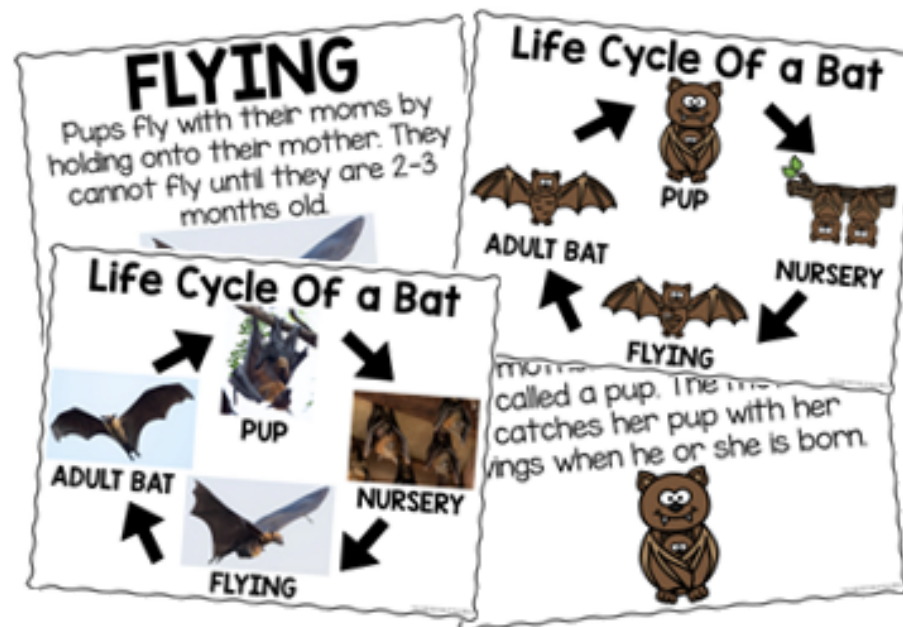 FLYING
Pups fly with their moms by
holding onto their mother. They
cannot fly until they are 2-3
months old.
Life Cycle Of a Bat
PUP
ADULT BAT
NURSERY
FLYING
Life Cycle Of a Bat
PUP
ADULT BAT
NURSERY
FLYING
called a pup. The
catches her pup with her
ings when he or she is born.